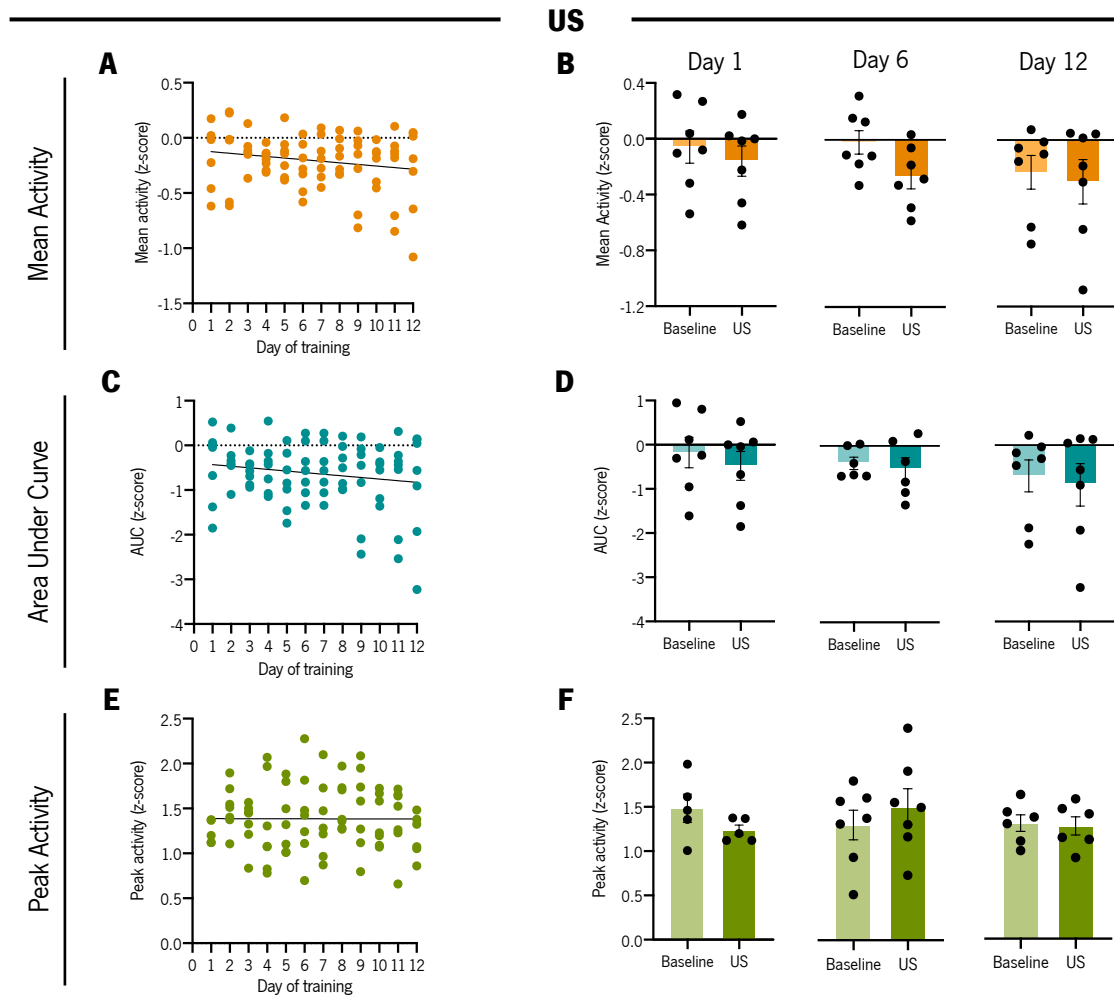 US
Mean Activity
A
0.5
0.0
-0.5
-1.0
-1.5
Mean activity (z-score)
0 1 2 3 4 5 6 7 8 9 10 11 12
Day of training
B
Day 1
Day 6
Day 12
0.4
0.0
-0.4
-0.8
-1.2
Mean Activity (z-score)
Baseline US
Baseline US
Baseline US
Area Under Curve
C
1
0
-1
-2
-3
-4
AUC (z-score)
0 1 2 3 4 5 6 7 8 9 10 11 12
Day of training
D
1
0
-1
-2
-3
-4
AUC (z-score)
Baseline US
Baseline US
Baseline US
Peak Activity
E
2.5
2.0
1.5
1.0
0.5
0.0
Peak activity (z-score)
0 1 2 3 4 5 6 7 8 9 10 11 12
Day of training
F
2.5
2.0
1.5
1.0
0.5
0.0
Peak activity (z-score)
Baseline US
Baseline US
Baseline US